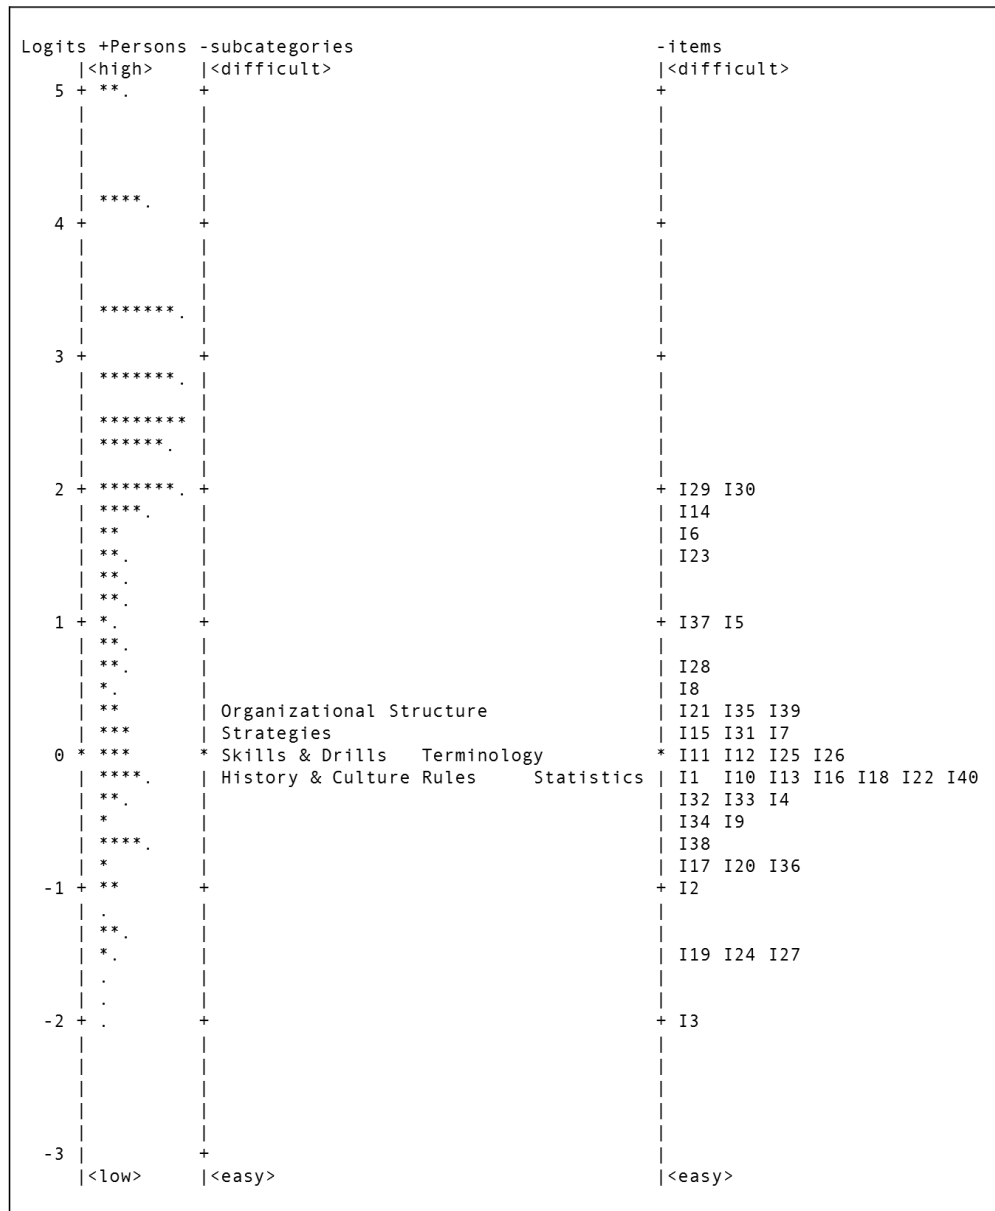 Logits +Persons -subcategories -items
|<high> |<difficult> |<difficult>
5 + **. + +
| | |
| | |
| | |
| | |
| ****. | |
4 + + +
| | |
| | |
| | |
| *******. | |
| | |
3 + + +
| *******. | |
| | |
| ******** | |
| ******. | |
| | |
2 + *******. + + I29 I30
| ****. | | I14
| ** | | I6
| **. | | I23
| **. | |
| **. | |
1 + *. + + I37 I5
| **. | |
| **. | | I28
| *. | | I8
| ** | Organizational Structure | I21 I35 I39
| *** | Strategies | I15 I31 I7
0 * *** * Skills & Drills Terminology * I11 I12 I25 I26
| ****. | History & Culture Rules Statistics | I1 I10 I13 I16 I18 I22 I40
| **. | | I32 I33 I4
| * | | I34 I9
| ****. | | I38
| * | | I17 I20 I36
-1 + ** + + I2
| . | |
| **. | |
| *. | | I19 I24 I27
| . | |
| . | |
-2 + . + + I3
| | |
| | |
| | |
| | |
| | |
-3 | + |
|<low> |<easy> |<easy>